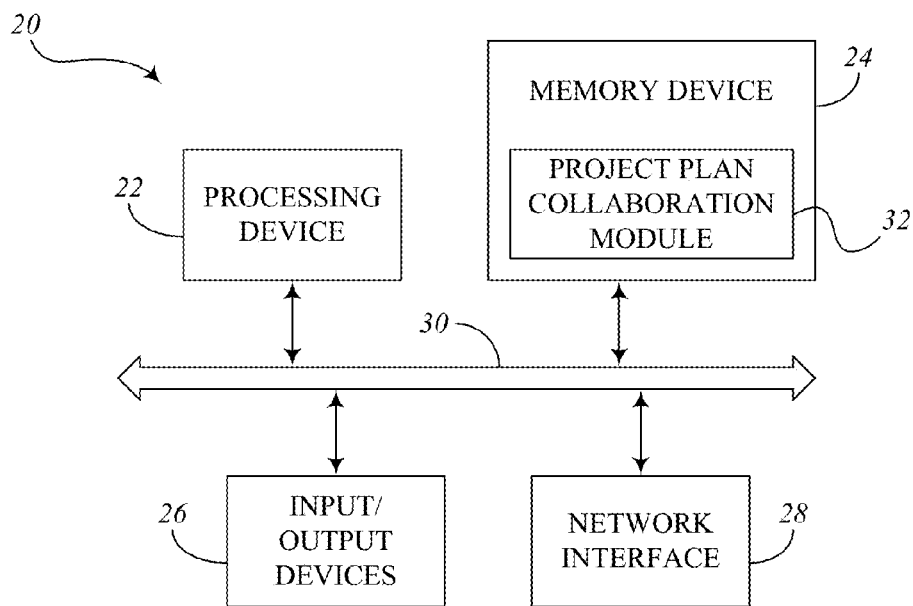 20
24
MEMORY DEVICE
22
PROCESSING
DEVICE
PROJECT PLAN
COLLABORATION
MODULE
32
30
26
INPUT/
OUTPUT
DEVICES
NETWORK
INTERFACE
28